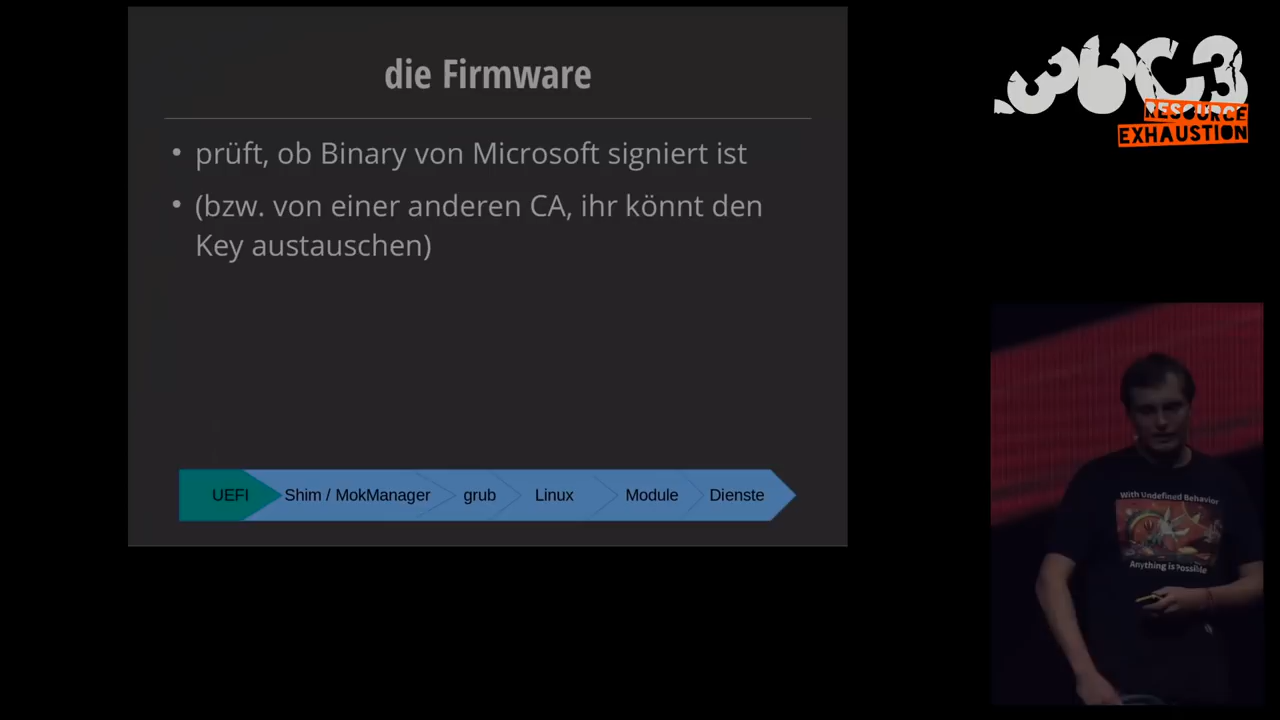 die Firmware
• prüft, ob Binary von Microsoft signiert ist
• (bzw. von einer anderen CA, ihr könnt den
Key austauschen)
UEFI Shim / MokManager grub Linux Module Dienste
36C3
RESOURCE
EXHAUSTION
With Undefined Behavior
Anything is Possible